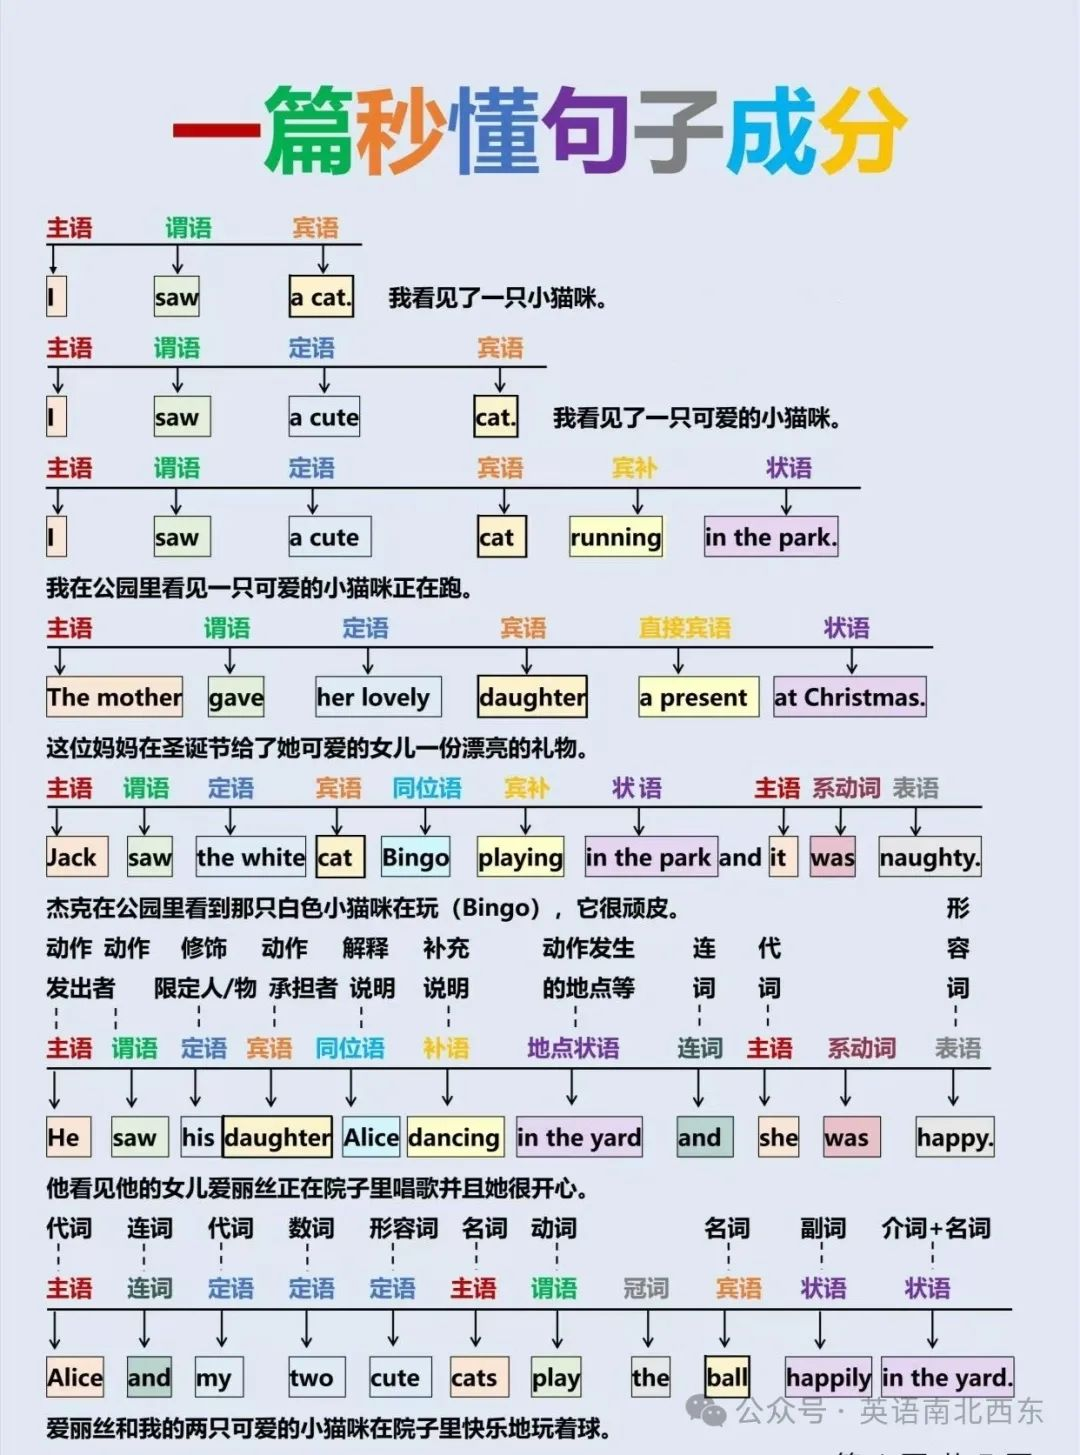 一篇秒懂句子成分
主语 谓语 宾语
I saw a cat. 我看见了一只小猫咪。
主语 谓语 定语 宾语
I saw a cute cat. 我看见了一只可爱的小猫咪。
主语 谓语 定语 宾语 宾补 状语
I saw a cute cat running in the park.
我在公园里看见一只可爱的小猫咪正在跑。
主语 谓语 定语 宾语 直接宾语 状语
The mother gave her lovely daughter a present at Christmas.
这位妈妈在圣诞节给了她可爱的女儿一份漂亮的礼物。
主语 谓语 定语 宾语 同位语 宾补 状语 主语 系动词 表语
Jack saw the white cat Bingo playing in the park and it was naughty.
杰克在公园里看到那只白色小猫咪在玩（Bingo），它很顽皮。 形
动作 动作 修饰 动作 解释 补充 动作发生 连 代 容
发出者 限定人/物 承担者 说明 说明 的地点等 词 词 词
主语 谓语 定语 宾语 同位语 补语 地点状语 连词 主语 系动词 表语
He saw his daughter Alice dancing in the yard and she was happy.
他看见他的女儿爱丽丝正在院子里唱歌并且她很开心。
代词 连词 代词 数词 形容词 名词 动词 名词 副词 介词+名词
主语 连词 定语 定语 定语 主语 谓语 冠词 宾语 状语 状语
Alice and my two cute cats play the ball happily in the yard.
公众号 · 英语南北西东
爱丽丝和我的两只可爱的小猫咪在院子里快乐地玩着球。